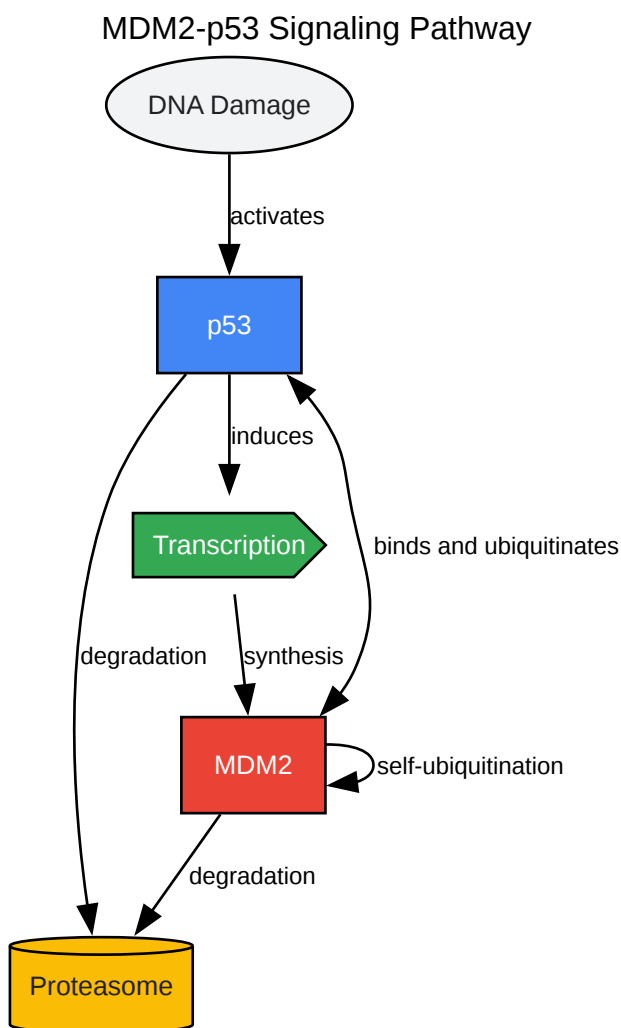 MDM2-p53 Signaling Pathway
DNA Damage
activates
p53
induces
Transcription
binds and ubiquitinates
degradation
synthesis
MDM2
self-ubiquitination
degradation
Proteasome